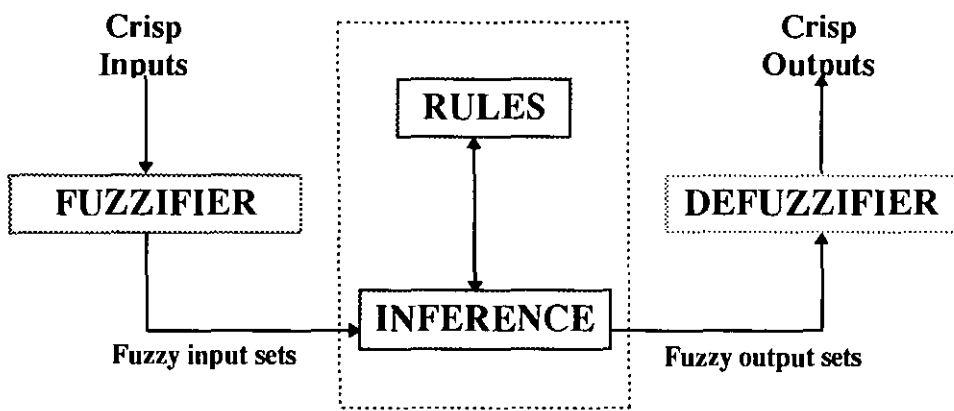 Crisp
Inputs
Crisp
Outputs
RULES
FUZZIFIER
DEFUZZIFIER
INFERENCE
Fuzzy input sets
Fuzzy output sets